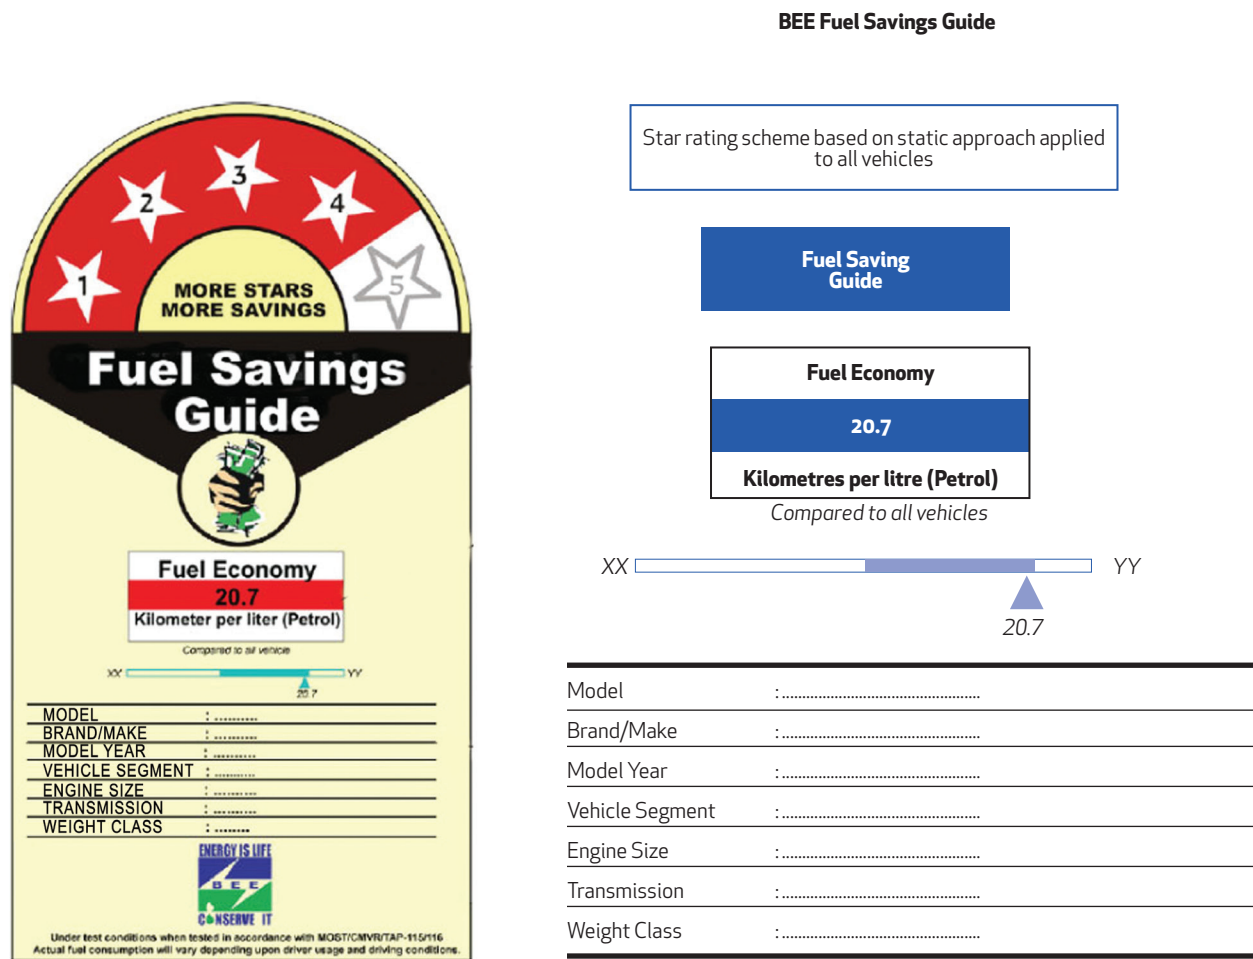 1
2
3
4
5
MORE STARS
MORE SAVINGS
Fuel Savings
Guide
Fuel Economy
20.7
Kilometer per liter (Petrol)
Compared to all vehicle
XX YY
20.7
MODEL : ..........
BRAND/MAKE : ..........
MODEL YEAR : ..........
VEHICLE SEGMENT : ..........
ENGINE SIZE : ..........
TRANSMISSION : ..........
WEIGHT CLASS : ........
ENERGY IS LIFE
BEE
CONSERVE IT
Under test conditions when tested in accordance with MOST/CMVR/TAP-115/116
Actual fuel consumption will vary depending upon driver usage and driving conditions.
BEE Fuel Savings Guide
Star rating scheme based on static approach applied
to all vehicles
Fuel Saving
Guide
Fuel Economy
20.7
Kilometres per litre (Petrol)
Compared to all vehicles
XX YY
20.7
Model :.................................................
Brand/Make :.................................................
Model Year :.................................................
Vehicle Segment :.................................................
Engine Size :.................................................
Transmission :.................................................
Weight Class :.................................................